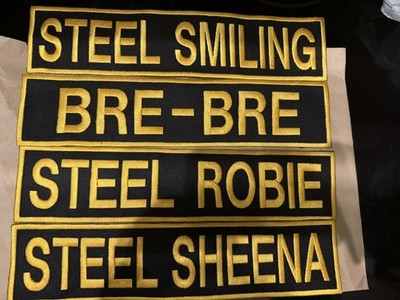 STEEL SMILING
BRE-BRE
STEEL ROBIE
STEEL SHEENA